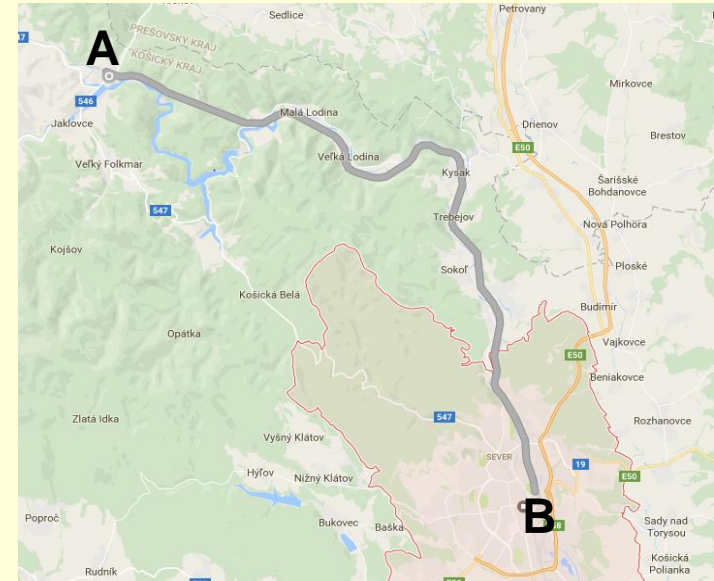 Petrovany
Sedlice
PREŠOVSKÝ KRAJ
KOŠICKÝ KRAJ
A
47
546
Jaklovce
Mirkovce
Malá Lodina
Drienov
Brestov
E50
Veľký Folkmar
Veľká Lodina
Kysak
Šarišské
Bohdanovce
547
Trebejov
Nová Polhora
Kojšov
Sokoľ
Ploské
Košická Belá
Budimír
Opátka
Vajkovce
E50
Beniakovce
Zlatá Idka
547
Rozhanovce
Vyšný Klátov
SEVER
19
Hýľov
Nižný Klátov
E50
Poproč
Bukovec
Baška
B
Sady nad
Torysou
Košická
Polianka
Rudník